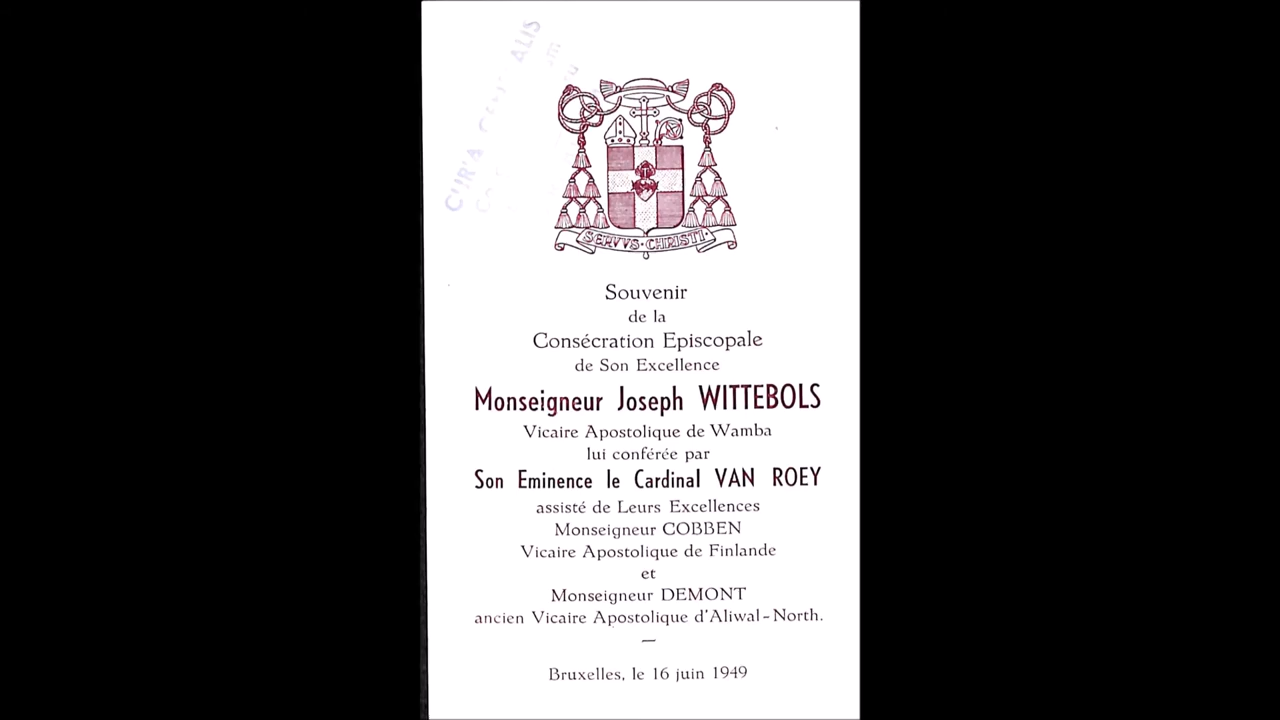 SERVVS·CHRISTI·
Souvenir
de la
Consécration Episcopale
de Son Excellence
Monseigneur Joseph WITTEBOLS
Vicaire Apostolique de Wamba
lui conférée par
Son Eminence le Cardinal VAN ROEY
assisté de Leurs Excellences
Monseigneur COBBEN
Vicaire Apostolique de Finlande
et
Monseigneur DEMONT
ancien Vicaire Apostolique d'Aliwal-North.
Bruxelles, le 16 juin 1949